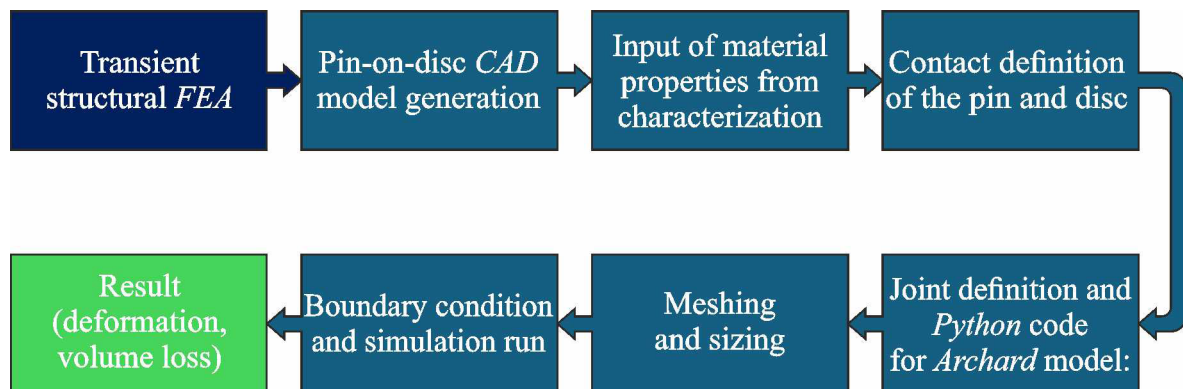 Transient
structural FEA
Pin-on-disc CAD
model generation
Input of material
properties from
characterization
Contact definition
of the pin and disc
Joint definition and
Python code
for Archard model:
Meshing
and sizing
Boundary condition
and simulation run
Result
(deformation,
volume loss)